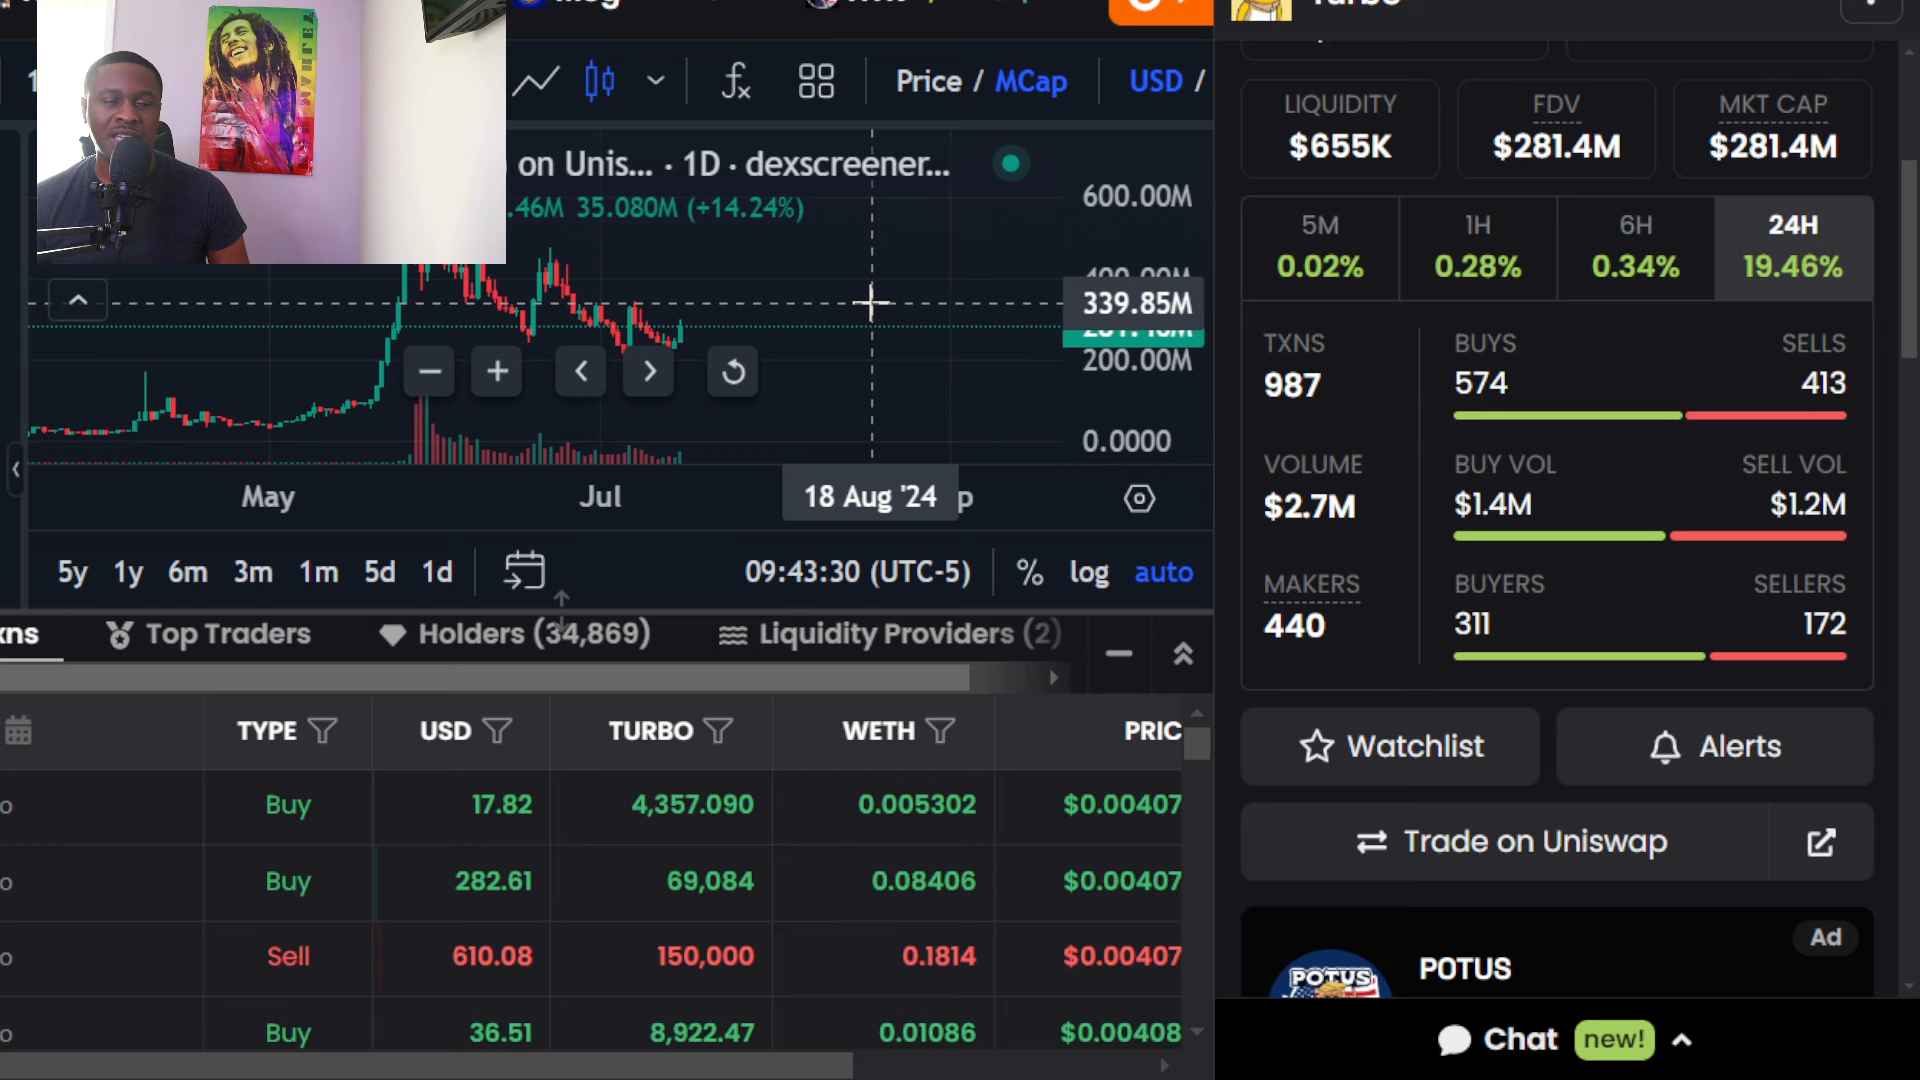 Price / MCap
USD /
on Unis... · 1D · dexscreener...
.46M 35.080M (+14.24%)
600.00M
400.00M
339.85M
200.00M
0.0000
May
Jul
18 Aug '24
5y 1y 6m 3m 1m 5d 1d
09:43:30 (UTC-5)
% log auto
Top Traders
Holders (34,869)
Liquidity Providers (2)
TYPE USD TURBO WETH
Buy 17.82 4,357.090 0.005302 $0.00407
Buy 282.61 69,084 0.08406 $0.00407
Sell 610.08 150,000 0.1814 $0.00407
Buy 36.51 8,922.47 0.01086 $0.00408
LIQUIDITY FDV MKT CAP
$655K $281.4M $281.4M
5M 1H 6H 24H
0.02% 0.28% 0.34% 19.46%
TXNS BUYS SELLS
987 574 413
VOLUME BUY VOL SELL VOL
$2.7M $1.4M $1.2M
MAKERS BUYERS SELLERS
440 311 172
Watchlist
Alerts
Trade on Uniswap
Ad
POTUS
POTUS
Chat new!